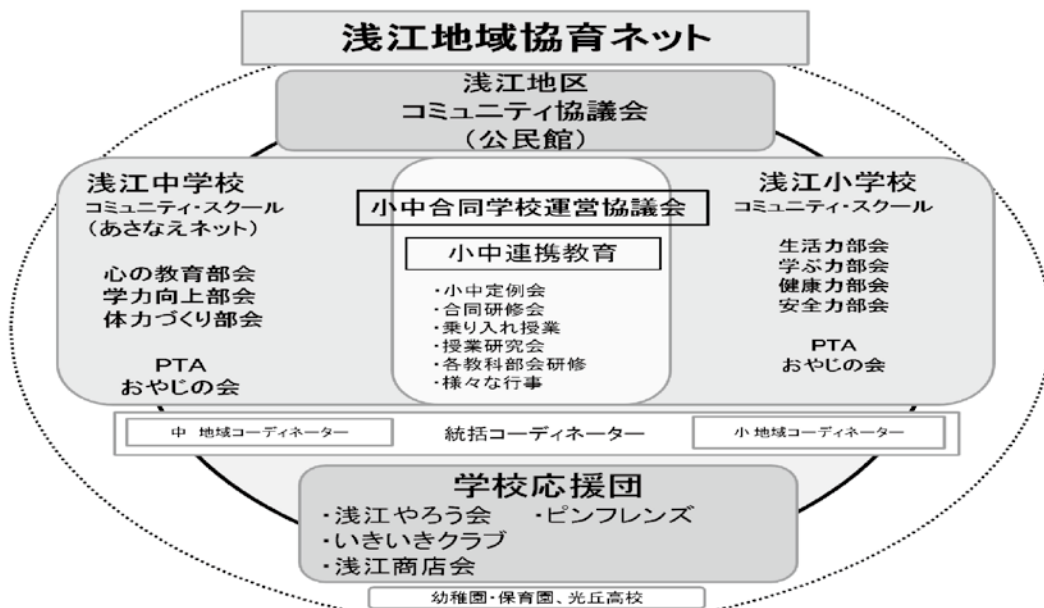 浅江地域協育ネット
浅江地区
コミュニティ協議会
(公民館)
浅江中学校
コミュニティ・スクール
(あさなえネット)
心の教育部会
学力向上部会
体力づくり部会
PTA
おやじの会
小中合同学校運営協議会
小中連携教育
・小中定例会
・合同研修会
・乗り入れ授業
・授業研究会
・各教科部会研修
・様々な行事
浅江小学校
コミュニティ・スクール
生活力部会
学ぶ力部会
健康力部会
安全力部会
PTA
おやじの会
中 地域コーディネーター
統括コーディネーター
小 地域コーディネーター
学校応援団
・浅江やろう会 ・ピンフレンズ
・いきいきクラブ
・浅江商店会
幼稚園・保育園、光丘高校